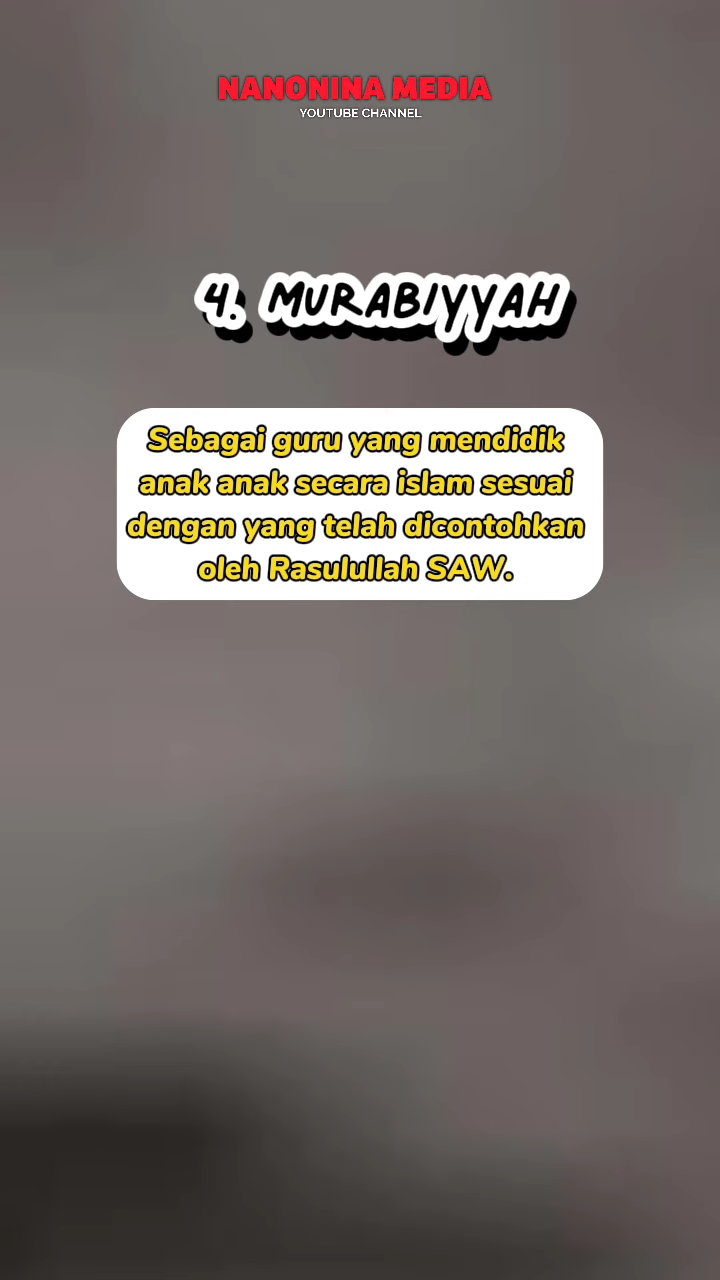 NANONINA MEDIA
YOUTUBE CHANNEL
4. MURABIYYAH
Sebagai guru yang mendidik
anak anak secara islam sesuai
dengan yang telah dicontohkan
oleh Rasulullah SAW.